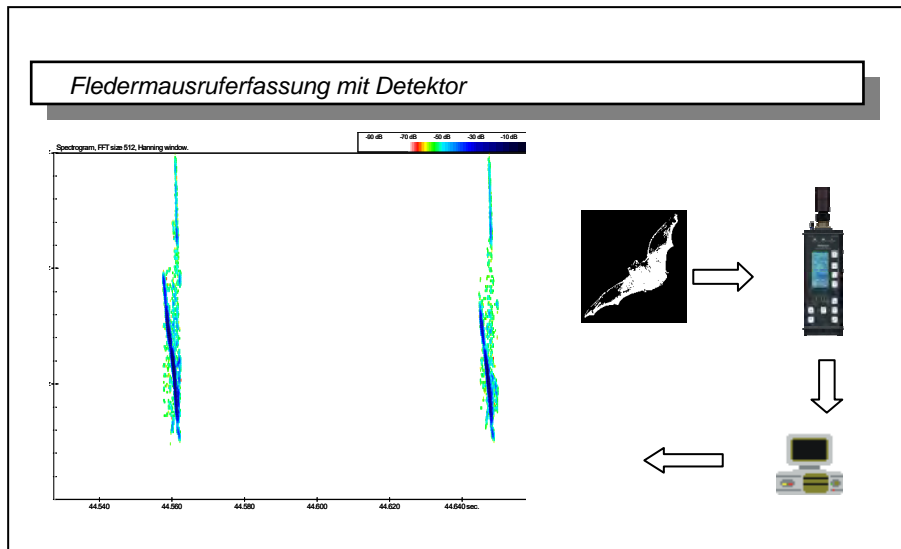 Fledermausruferfassung mit Detektor
Spectrogram, FFT size 512, Hanning window.
-90 dB -70 dB -50 dB -30 dB -10 dB
44.540 44.560 44.580 44.600 44.620 44.640 sec.